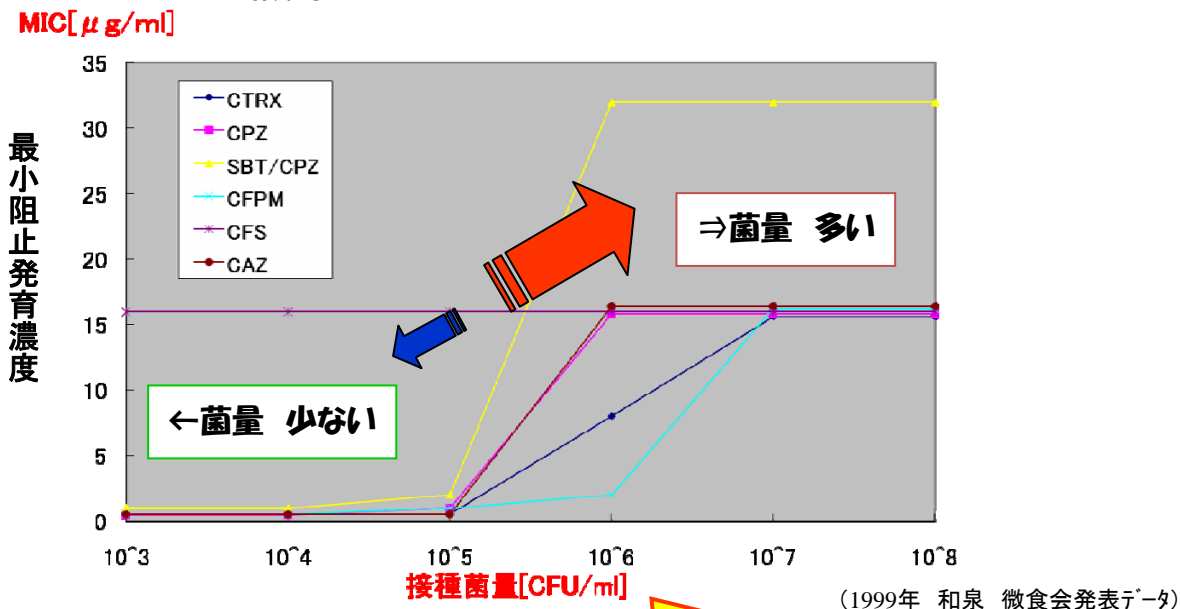 MIC[μg/ml]
35
30
25
20
15
10
5
0
最小阻止発育濃度
CTRX
CPZ
SBT/CPZ
CFPM
CFS
CAZ
⇒菌量 多い
←菌量 少ない
10^3 10^4 10^5 10^6 10^7 10^8
接種菌量[CFU/ml]
(1999年 和泉 微食会発表データ)